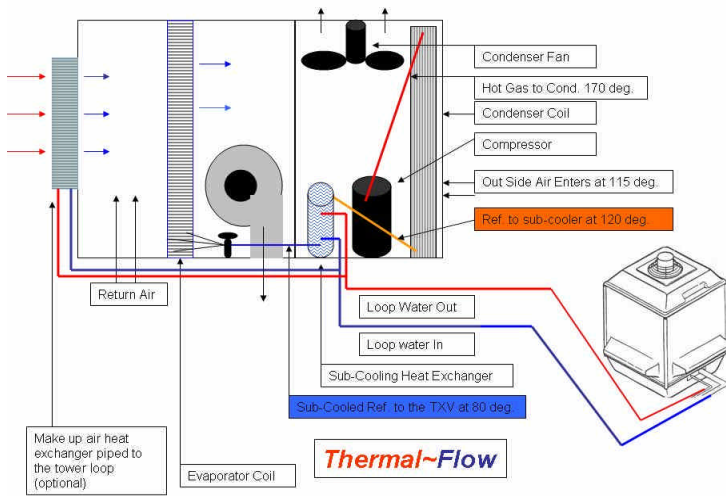 Condenser Fan
Hot Gas to Cond. 170 deg.
Condenser Coil
Compressor
Out Side Air Enters at 115 deg.
Ref. to sub-cooler at 120 deg.
Return Air
Loop Water Out
Loop water In
Sub-Cooling Heat Exchanger
Sub-Cooled Ref. to the TXV at 80 deg.
Make up air heat
exchanger piped to
the tower loop
(optional)
Evaporator Coil
Thermal~Flow